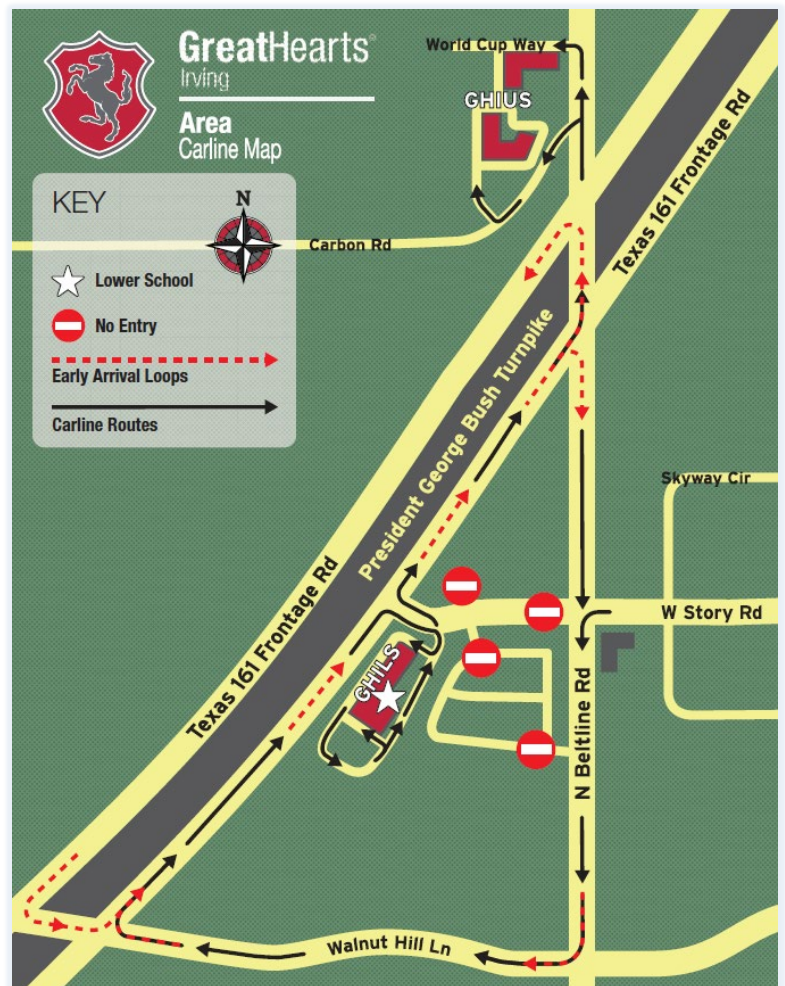 GreatHearts®
Irving
Area
Carline Map
KEY
N
Lower School
No Entry
Early Arrival Loops
Carline Routes
World Cup Way
GHIUS
Carbon Rd
Texas 161 Frontage Rd
President George Bush Turnpike
Skyway Cir
Texas 161 Frontage Rd
W Story Rd
GHILS
N Beltline Rd
Walnut Hill Ln